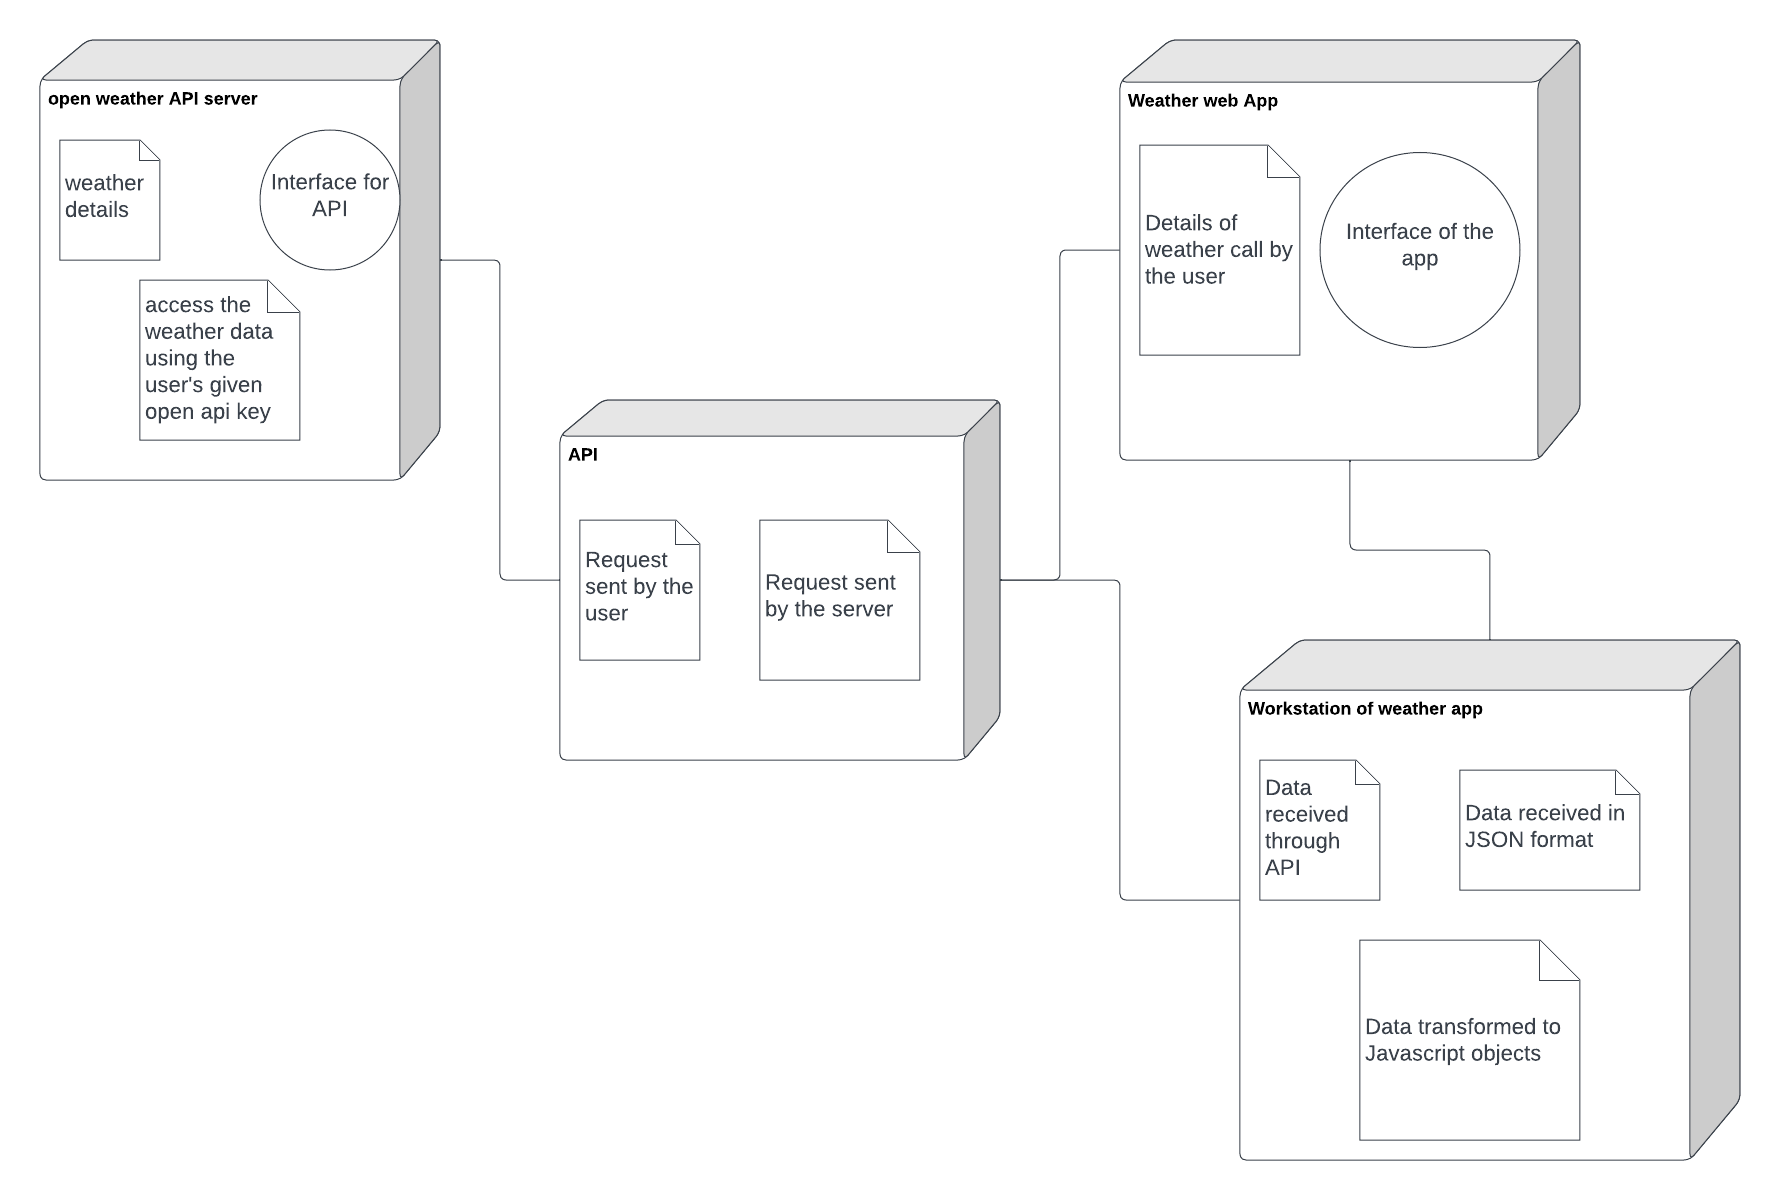 open weather API server
weather
details
Interface for
API
access the
weather data
using the
user's given
open api key
API
Request
sent by the
user
Request sent
by the server
Weather web App
Details of
weather call by
the user
Interface of the
app
Workstation of weather app
Data
received
through
API
Data received in
JSON format
Data transformed to
Javascript objects